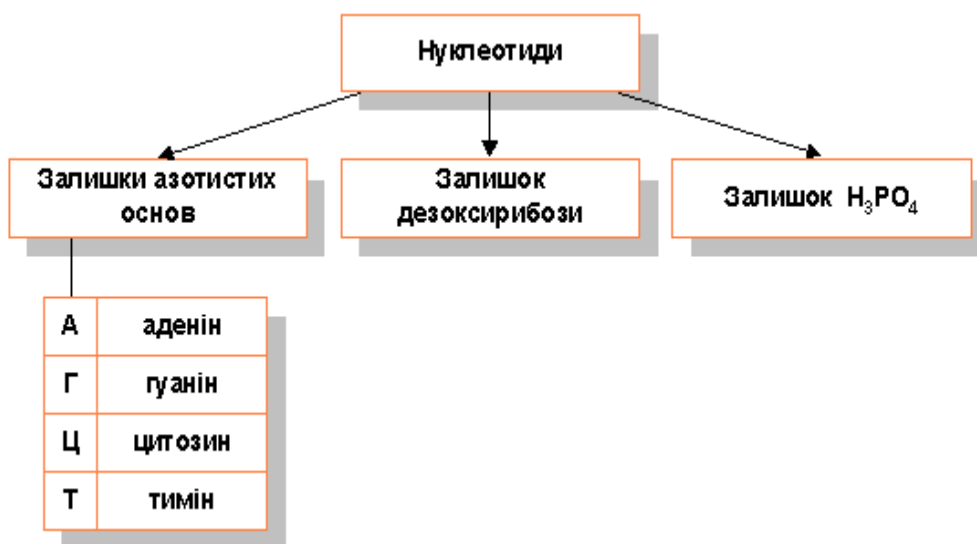 Нуклеотиди
Залишки азотистих
основ
Залишок
дезоксирибози
Залишок H₃PO₄
А аденін
Г гуанін
Ц цитозин
Т тимін